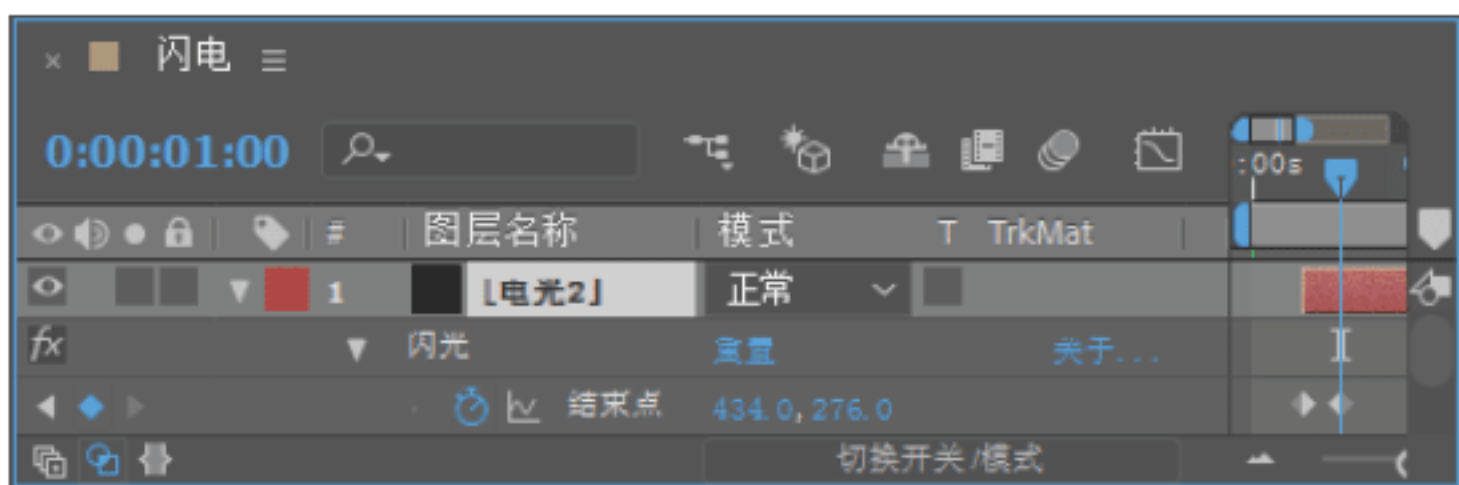 × 闪电 ≡
0:00:01:00
:00s
# 图层名称 模式 T TrkMat
1 [电光2] 正常
fx 闪光 重置 关于...
结束点 434.0, 276.0
切换开关/模式